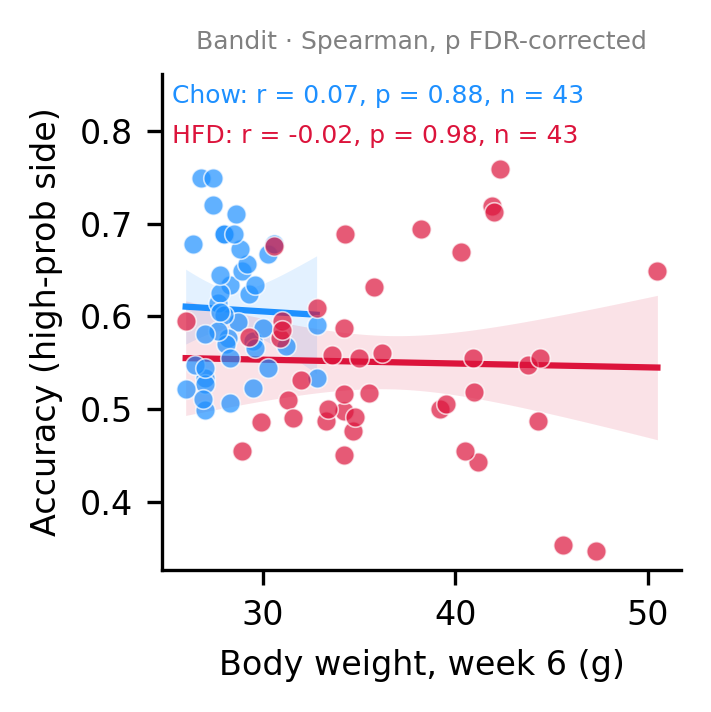 Bandit · Spearman, p FDR-corrected
Chow: r = 0.07, p = 0.88, n = 43
HFD: r = -0.02, p = 0.98, n = 43
Accuracy (high-prob side)
0.8
0.7
0.6
0.5
0.4
30 40 50
Body weight, week 6 (g)